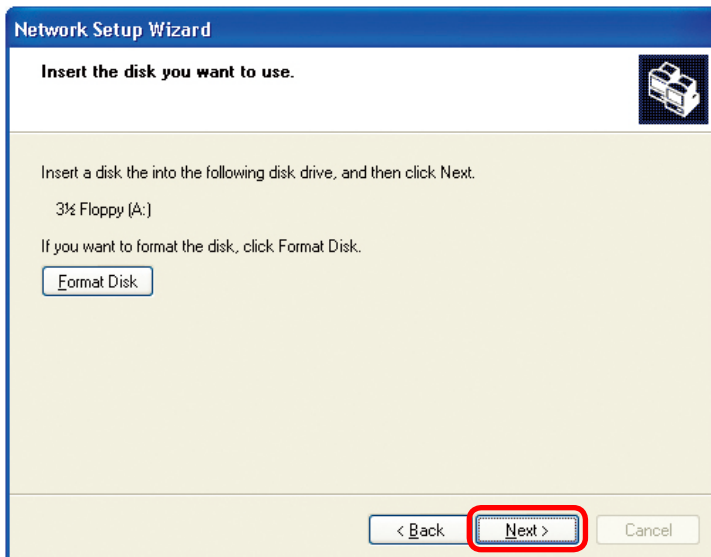 Network Setup Wizard
Insert the disk you want to use.
Insert a disk the into the following disk drive, and then click Next.
3½ Floppy (A:)
If you want to format the disk, click Format Disk.
Format Disk
< Back Next > Cancel